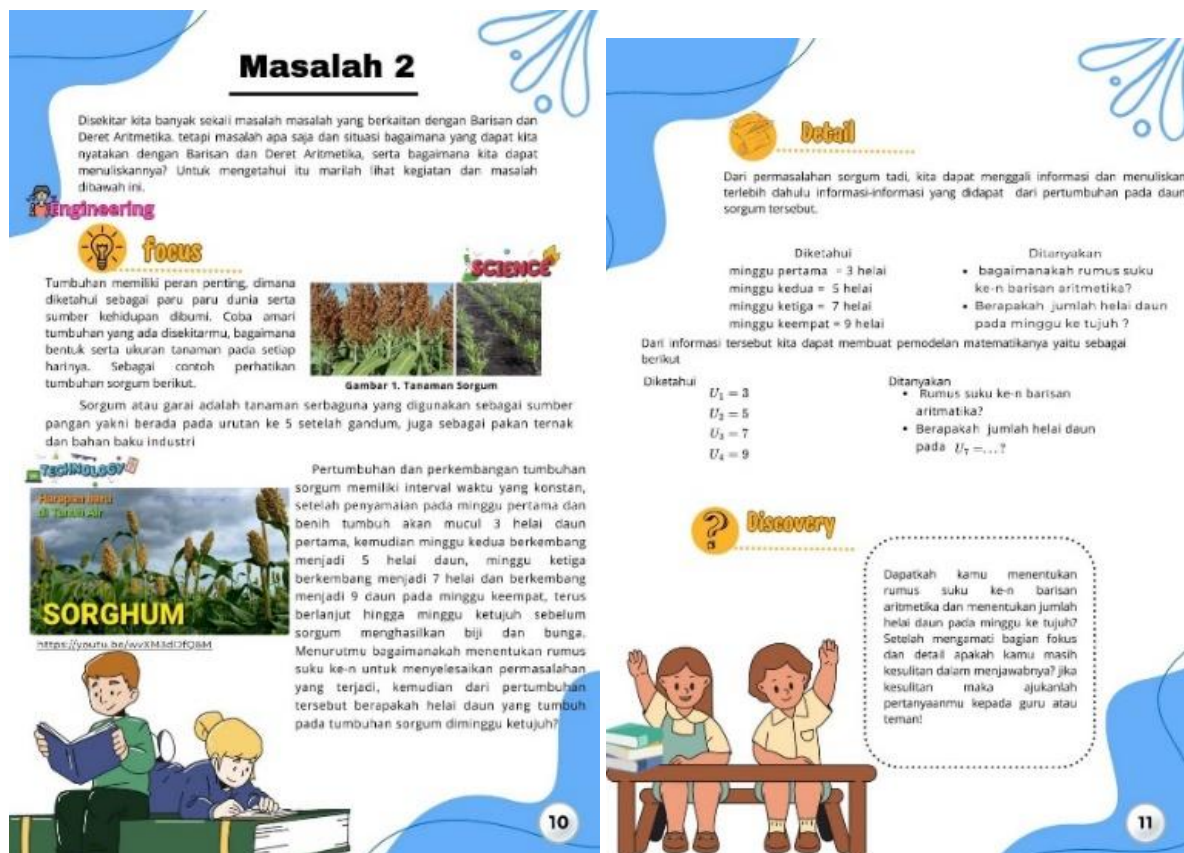 Masalah 2
Disekitar kita banyak sekali masalah masalah yang berkaitan dengan Barisan dan
Deret Aritmetika. tetapi masalah apa saja dan situasi bagaimana yang dapat kita
nyatakan dengan Barisan dan Deret Aritmetika, serta bagaimana kita dapat
menuliskannya? Untuk mengetahui itu marilah lihat kegiatan dan masalah
dibawah ini.
Engineering
focus
SCIENCE
Tumbuhan memiliki peran penting, dimana
diketahui sebagai paru paru dunia serta
sumber kehidupan dibumi. Coba amari
tumbuhan yang ada disekitarmu, bagaimana
bentuk serta ukuran tanaman pada setiap
harinya. Sebagai contoh perhatikan
tumbuhan sorgum berikut.
Gambar 1. Tanaman Sorgum
Sorgum atau garai adalah tanaman serbaguna yang digunakan sebagai sumber
pangan yakni berada pada urutan ke 5 setelah gandum, juga sebagai pakan ternak
dan bahan baku industri
TECHNOLOGY
Harapan baru
di Tanah Air
SORGHUM
Pertumbuhan dan perkembangan tumbuhan
sorgum memiliki interval waktu yang konstan,
setelah penyamaian pada minggu pertama dan
benih tumbuh akan mucul 3 helai daun
pertama, kemudian minggu kedua berkembang
menjadi 5 helai daun, minggu ketiga
berkembang menjadi 7 helai dan berkembang
menjadi 9 daun pada minggu keempat, terus
berlanjut hingga minggu ketujuh sebelum
sorgum menghasilkan biji dan bunga.
Menurutmu bagaimanakah menentukan rumus
suku ke-n untuk menyelesaikan permasalahan
yang terjadi, kemudian dari pertumbuhan
tersebut berapakah helai daun yang tumbuh
pada tumbuhan sorgum diminggu ketujuh?
10
Detail
Dari permasalahan sorgum tadi, kita dapat menggali informasi dan menuliskan
terlebih dahulu informasi-informasi yang didapat dari pertumbuhan pada daun
sorgum tersebut.
Diketahui
minggu pertama = 3 helai
minggu kedua = 5 helai
minggu ketiga = 7 helai
minggu keempat = 9 helai
Ditanyakan
• bagaimanakah rumus suku
ke-n barisan aritmetika?
• Berapakah jumlah helai daun
pada minggu ke tujuh ?
Dari informasi tersebut kita dapat membuat pemodelan matematikanya yaitu sebagai
berikut
Diketahui
U₁ = 3
U₂ = 5
U₃ = 7
U₄ = 9
Ditanyakan
• Rumus suku ke-n barisan
aritmatika?
• Berapakah jumlah helai daun
pada U₇ =...?
Discovery
Dapatkah kamu menentukan
rumus suku ke-n barisan
aritmetika dan menentukan jumlah
helai daun pada minggu ke tujuh?
Setelah mengamati bagian fokus
dan detail apakah kamu masih
kesulitan dalam menjawabnya? jika
kesulitan maka ajukanlah
pertanyaanmu kepada guru atau
teman!
11